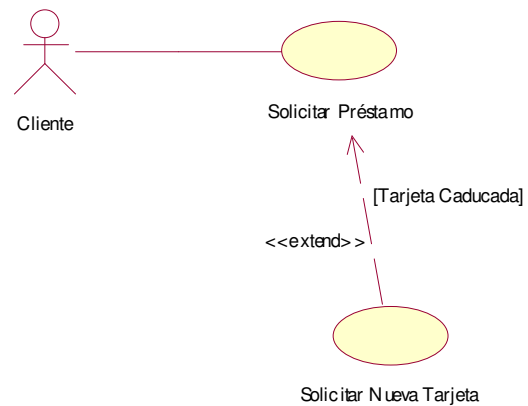 Solicitar Préstamo
Cliente
[Tarjeta Caducada]
<<extend>>
Solicitar Nueva Tarjeta